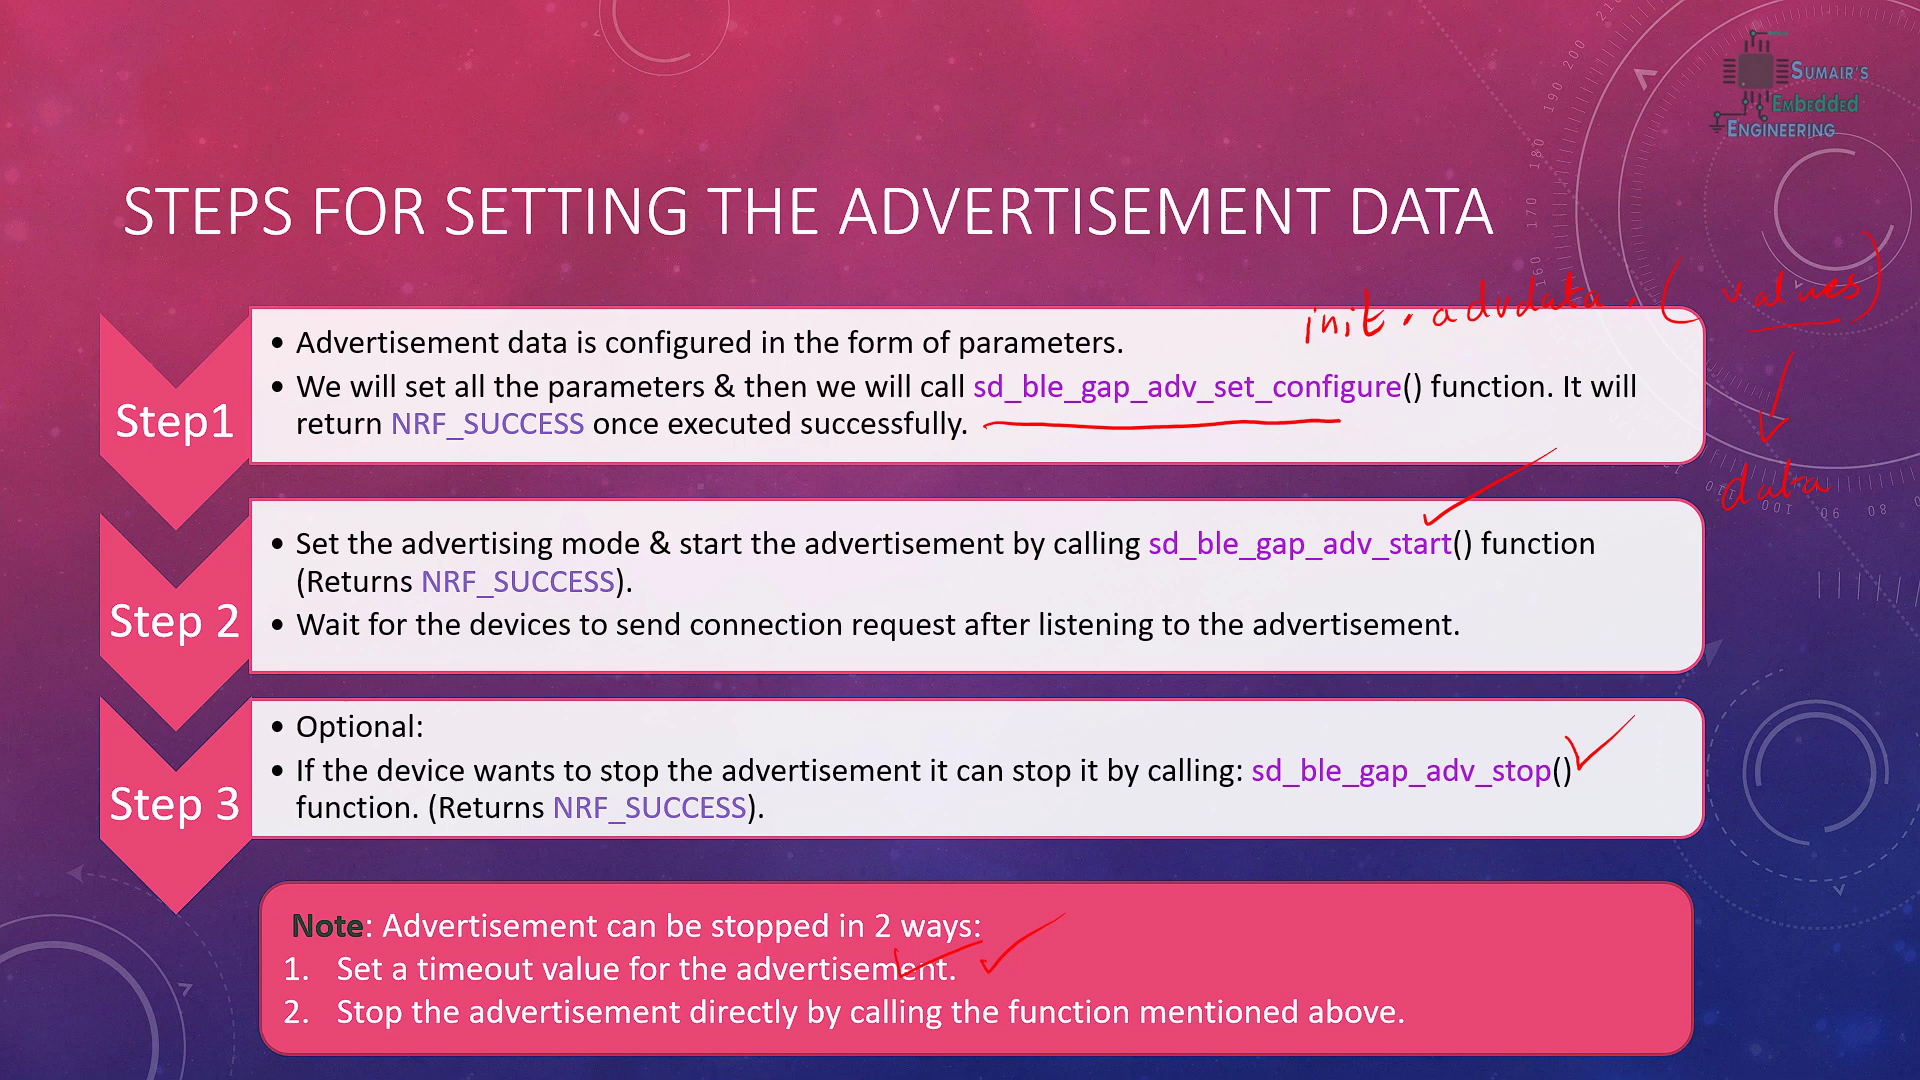 SUMAIR'S
EMBEDDED
ENGINEERING
STEPS FOR SETTING THE ADVERTISEMENT DATA
init . advdata . ( values )
data
Step1
• Advertisement data is configured in the form of parameters.
• We will set all the parameters & then we will call sd_ble_gap_adv_set_configure() function. It will
return NRF_SUCCESS once executed successfully.
Step 2
• Set the advertising mode & start the advertisement by calling sd_ble_gap_adv_start() function
(Returns NRF_SUCCESS).
• Wait for the devices to send connection request after listening to the advertisement.
Step 3
• Optional:
• If the device wants to stop the advertisement it can stop it by calling: sd_ble_gap_adv_stop()
function. (Returns NRF_SUCCESS).
Note: Advertisement can be stopped in 2 ways:
1. Set a timeout value for the advertisement.
2. Stop the advertisement directly by calling the function mentioned above.